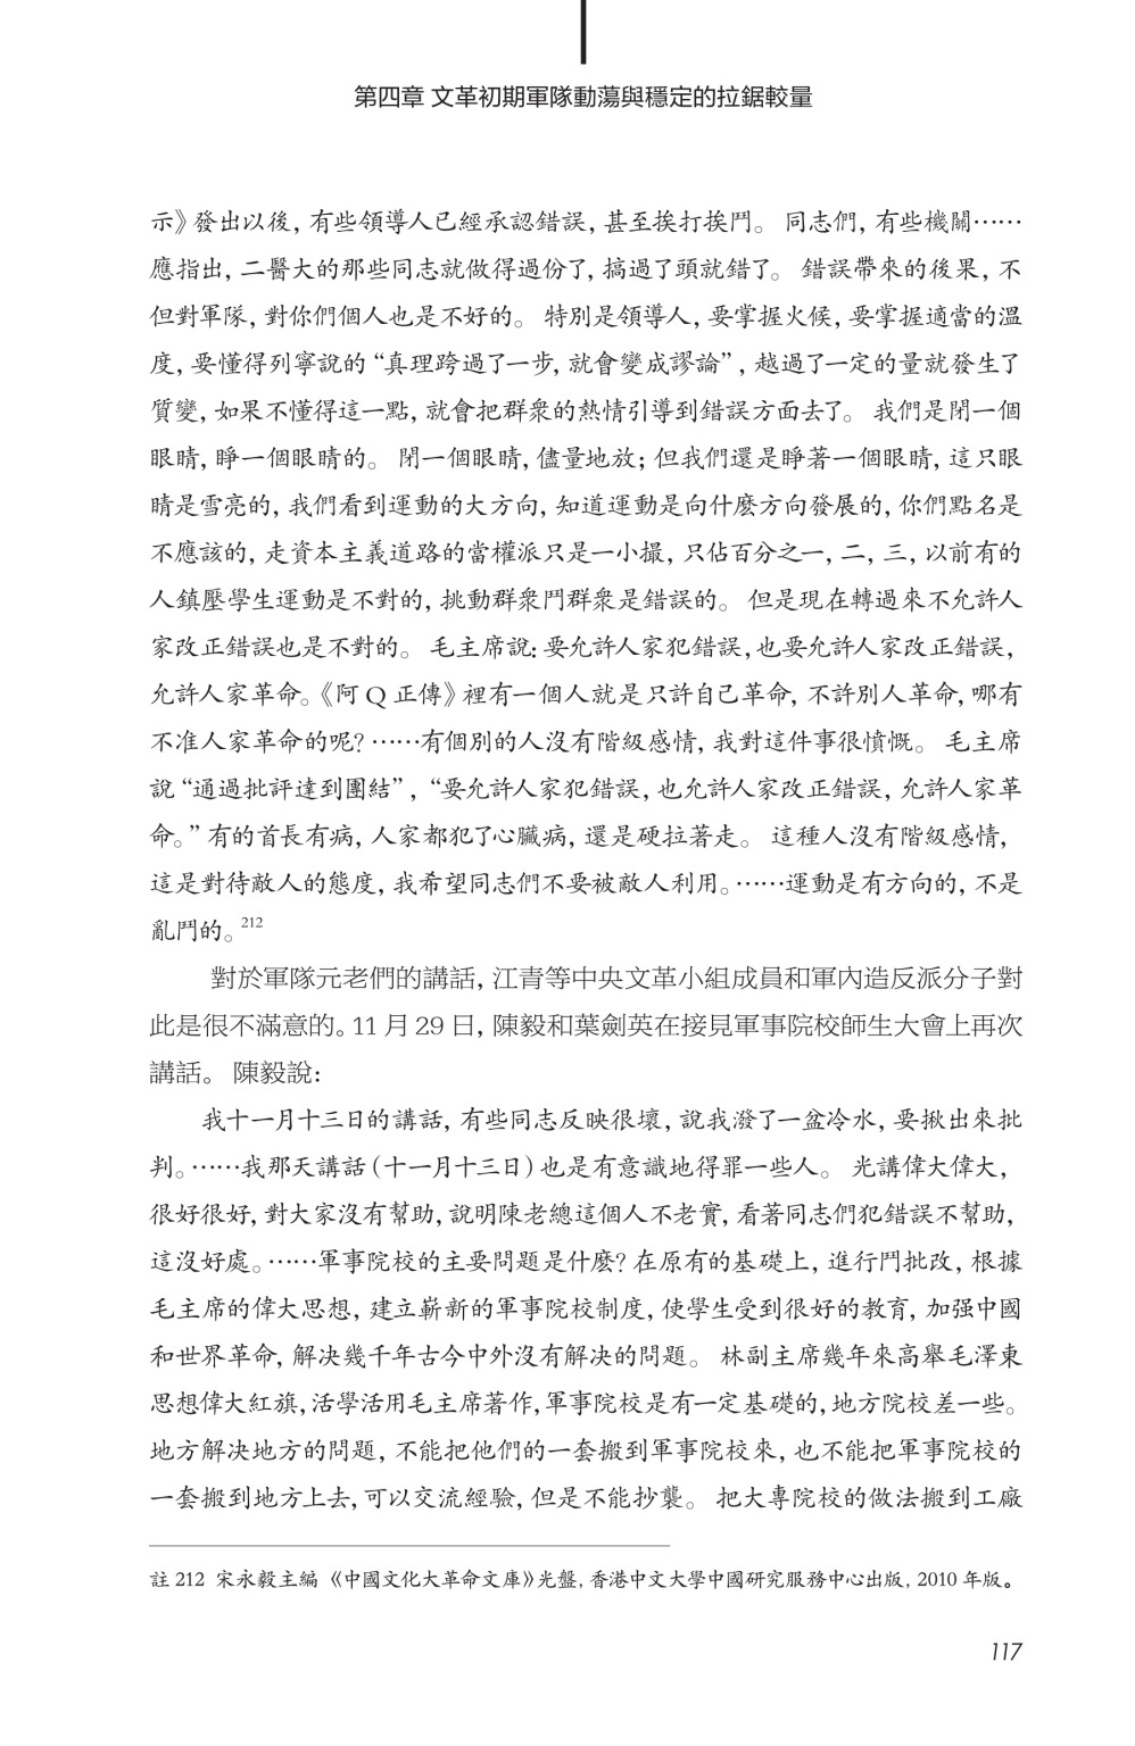 第四章 文革初期軍隊動蕩與穩定的拉鋸較量
示》發出以後, 有些領導人已經承認錯誤, 甚至挨打挨鬥。 同志們, 有些機關……
應指出, 二醫大的那些同志就做得過份了, 搞過了頭就錯了。 錯誤帶來的後果, 不
但對軍隊, 對你們個人也是不好的。 特別是領導人, 要掌握火候, 要掌握適當的溫
度, 要懂得列寧說的 “真理跨過了一步, 就會變成謬論” , 越過了一定的量就發生了
質變, 如果不懂得這一點, 就會把群衆的熱情引導到錯誤方面去了。 我們是閉一個
眼睛, 睜一個眼睛的。 閉一個眼睛, 儘量地放; 但我們還是睜著一個眼睛, 這只眼
睛是雪亮的, 我們看到運動的大方向, 知道運動是向什麼方向發展的, 你們點名是
不應該的, 走資本主義道路的當權派只是一小撮, 只佔百分之一, 二, 三, 以前有的
人鎮壓學生運動是不對的, 挑動群衆鬥群衆是錯誤的。 但是現在轉過來不允許人
家改正錯誤也是不對的。 毛主席說: 要允許人家犯錯誤, 也要允許人家改正錯誤,
允許人家革命。《阿 Q 正傳》裡有一個人就是只許自己革命, 不許別人革命, 哪有
不准人家革命的呢? ……有個別的人沒有階級感情, 我對這件事很憤慨。 毛主席
說 “通過批評達到團結” , “要允許人家犯錯誤, 也允許人家改正錯誤, 允許人家革
命。” 有的首長有病, 人家都犯了心臟病, 還是硬拉著走。 這種人沒有階級感情,
這是對待敵人的態度, 我希望同志們不要被敵人利用。……運動是有方向的, 不是
亂鬥的。212
對於軍隊元老們的講話, 江青等中央文革小組成員和軍內造反派分子對
此是很不滿意的。11 月 29 日, 陳毅和葉劍英在接見軍事院校師生大會上再次
講話。 陳毅說:
我十一月十三日的講話, 有些同志反映很壞, 說我潑了一盆冷水, 要揪出來批
判。……我那天講話 (十一月十三日) 也是有意識地得罪一些人。 光講偉大偉大,
很好很好, 對大家沒有幫助, 說明陳老總這個人不老實, 看著同志們犯錯誤不幫助,
這沒好處。……軍事院校的主要問題是什麼? 在原有的基礎上, 進行鬥批改, 根據
毛主席的偉大思想, 建立嶄新的軍事院校制度, 使學生受到很好的教育, 加强中國
和世界革命, 解決幾千年古今中外沒有解決的問題。 林副主席幾年來高舉毛澤東
思想偉大紅旗, 活學活用毛主席著作, 軍事院校是有一定基礎的, 地方院校差一些。
地方解決地方的問題, 不能把他們的一套搬到軍事院校來, 也不能把軍事院校的
一套搬到地方上去, 可以交流經驗, 但是不能抄襲。 把大專院校的做法搬到工廠
註 212 宋永毅主編《中國文化大革命文庫》光盤, 香港中文大學中國研究服務中心出版, 2010 年版。
117